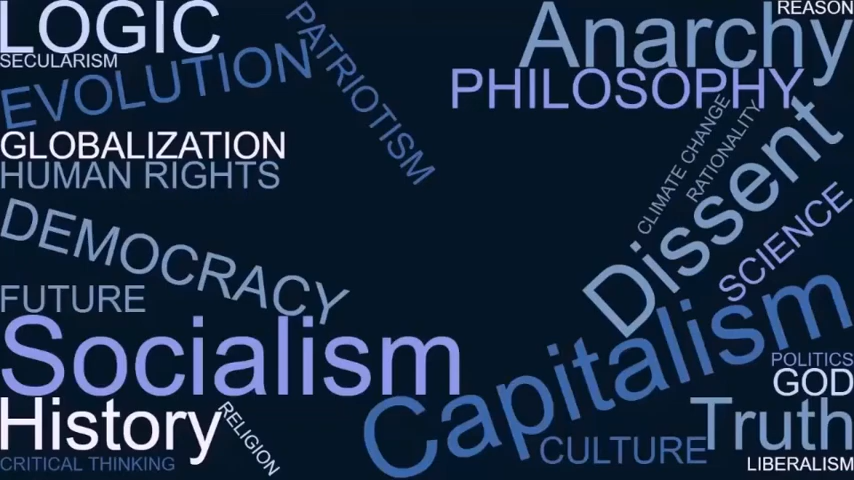 LOGIC
SECULARISM
EVOLUTION
PATRIOTISM
GLOBALIZATION
HUMAN RIGHTS
DEMOCRACY
FUTURE
Socialism
History
RELIGION
CRITICAL THINKING
REASON
Anarchy
PHILOSOPHY
CLIMATE CHANGE
RATIONALITY
Dissent
SCIENCE
Capitalism
POLITICS
GOD
Truth
CULTURE
LIBERALISM